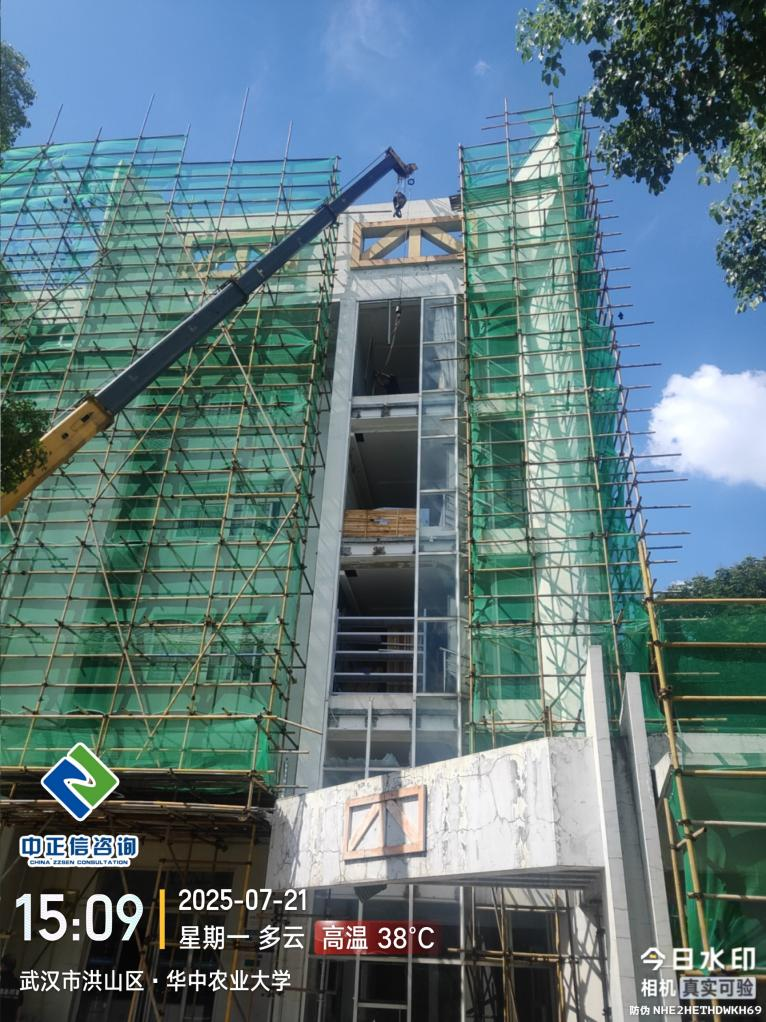 中正信咨询
CHINA ZZSEN CONSULTATION
15:09
2025-07-21
星期一 多云
高温 38°C
武汉市洪山区·华中农业大学
今日水印
相机 真实可验
防伪 NHE2HETHDWKH69